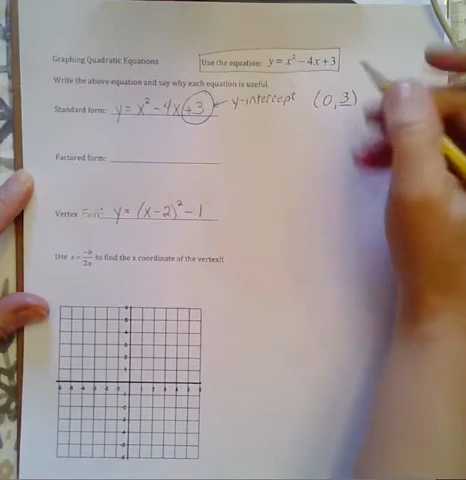 Graphing Quadratic Equations
Use the equation: y = x² − 4x + 3
Write the above equation and say why each equation is useful.
Standard form: y = x² − 4x + 3 ← y-intercept (0, 3)
Factored form:
Vertex Form: y = (x − 2)² − 1
Use x = −b/2a to find the x coordinate of the vertex!!